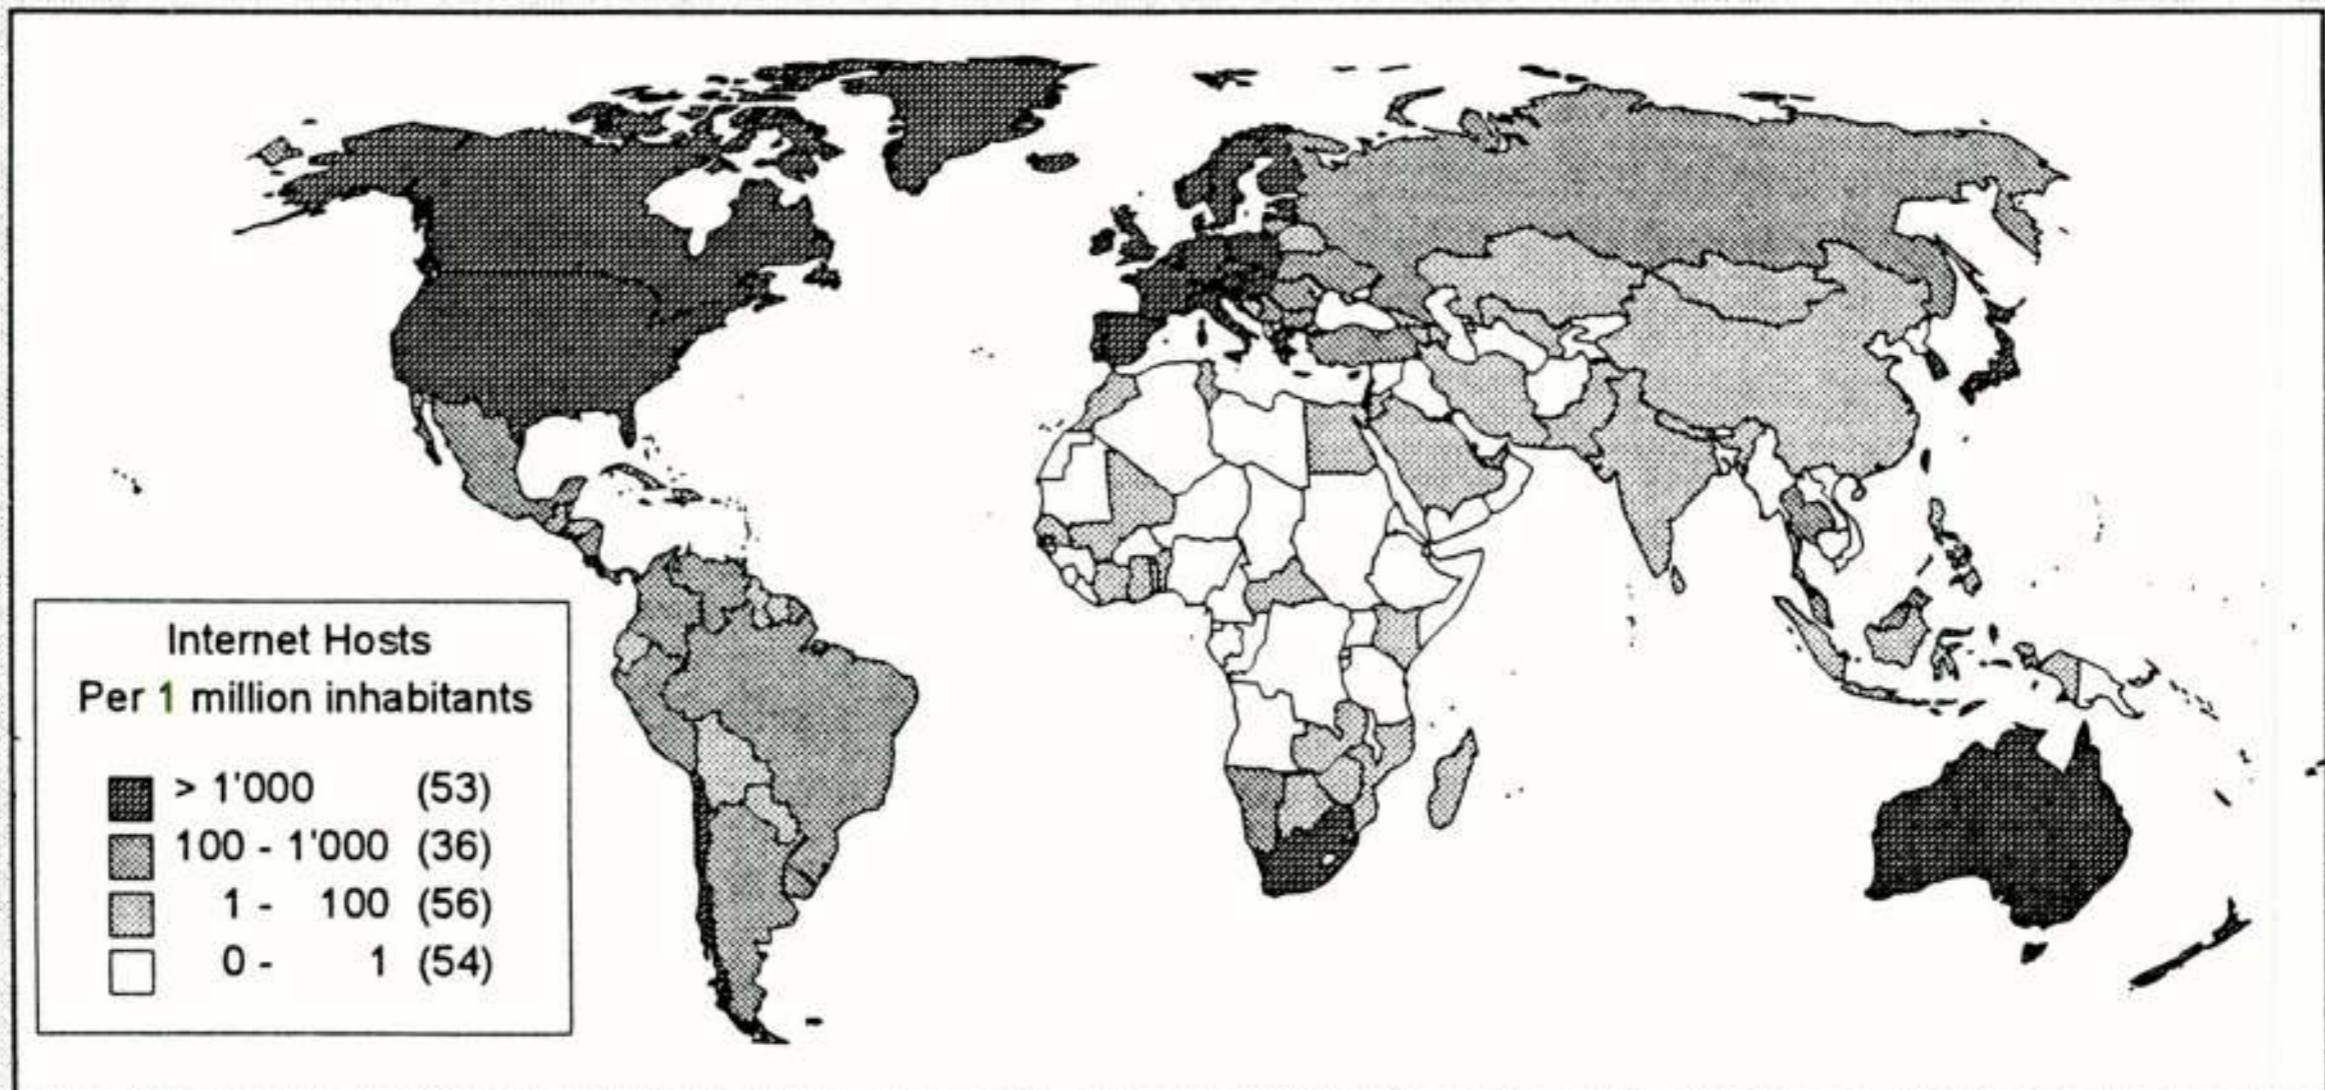 Internet Hosts
Per 1 million inhabitants
> 1'000 (53)
100 - 1'000 (36)
1 - 100 (56)
0 - 1 (54)